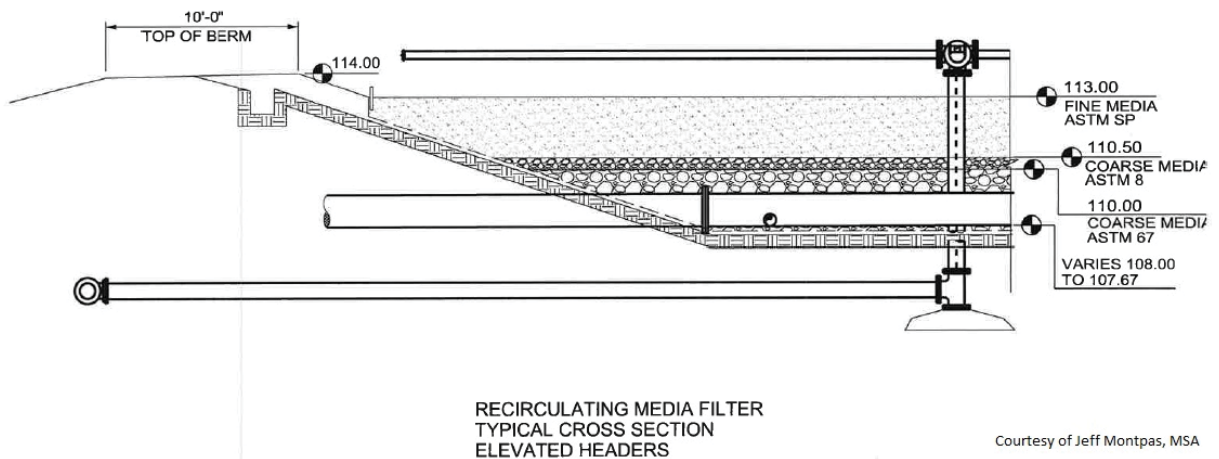 10'-0"
TOP OF BERM
114.00
113.00
FINE MEDIA
ASTM SP
110.50
COARSE MEDIA
ASTM 8
110.00
COARSE MEDIA
ASTM 67
VARIES 108.00
TO 107.67
RECIRCULATING MEDIA FILTER
TYPICAL CROSS SECTION
ELEVATED HEADERS
Courtesy of Jeff Montpas, MSA